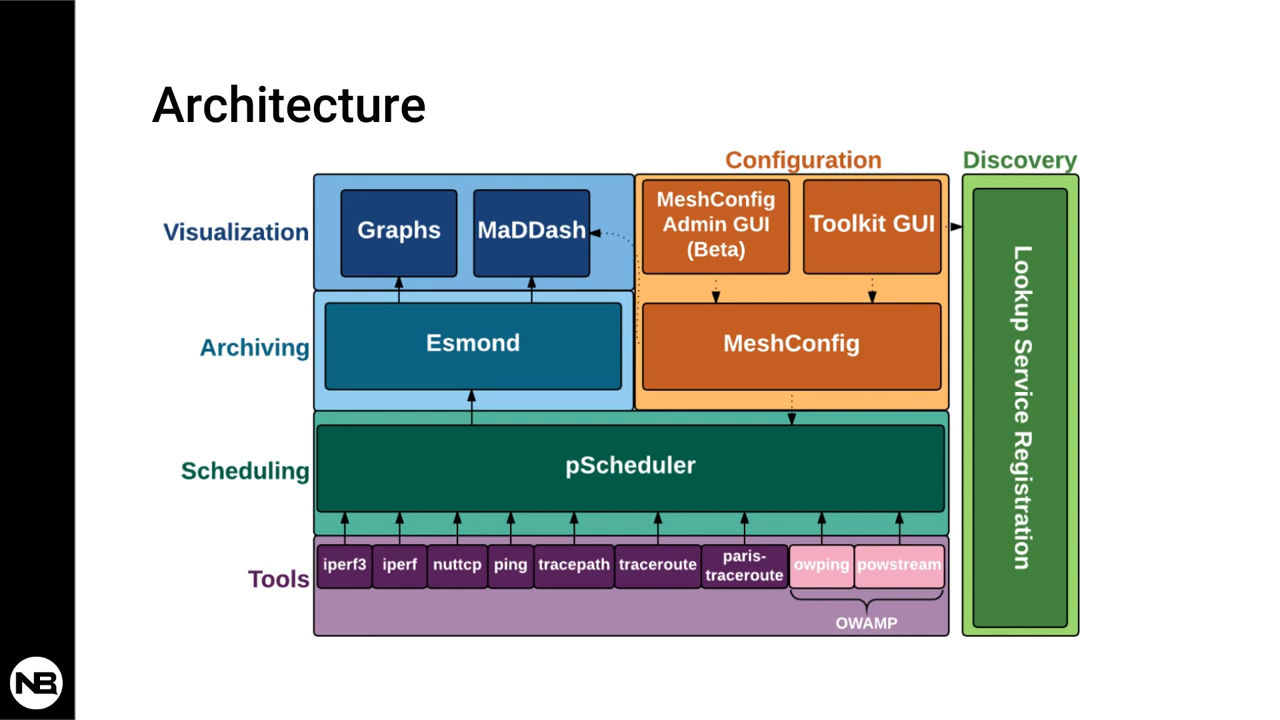 Architecture
Configuration
Discovery
Visualization
Graphs
MaDDash
MeshConfig
Admin GUI
(Beta)
Toolkit GUI
Lookup Service Registration
Archiving
Esmond
MeshConfig
Scheduling
pScheduler
Tools
iperf3
iperf
nuttcp
ping
tracepath
traceroute
paris-
traceroute
owping
powstream
OWAMP
NB